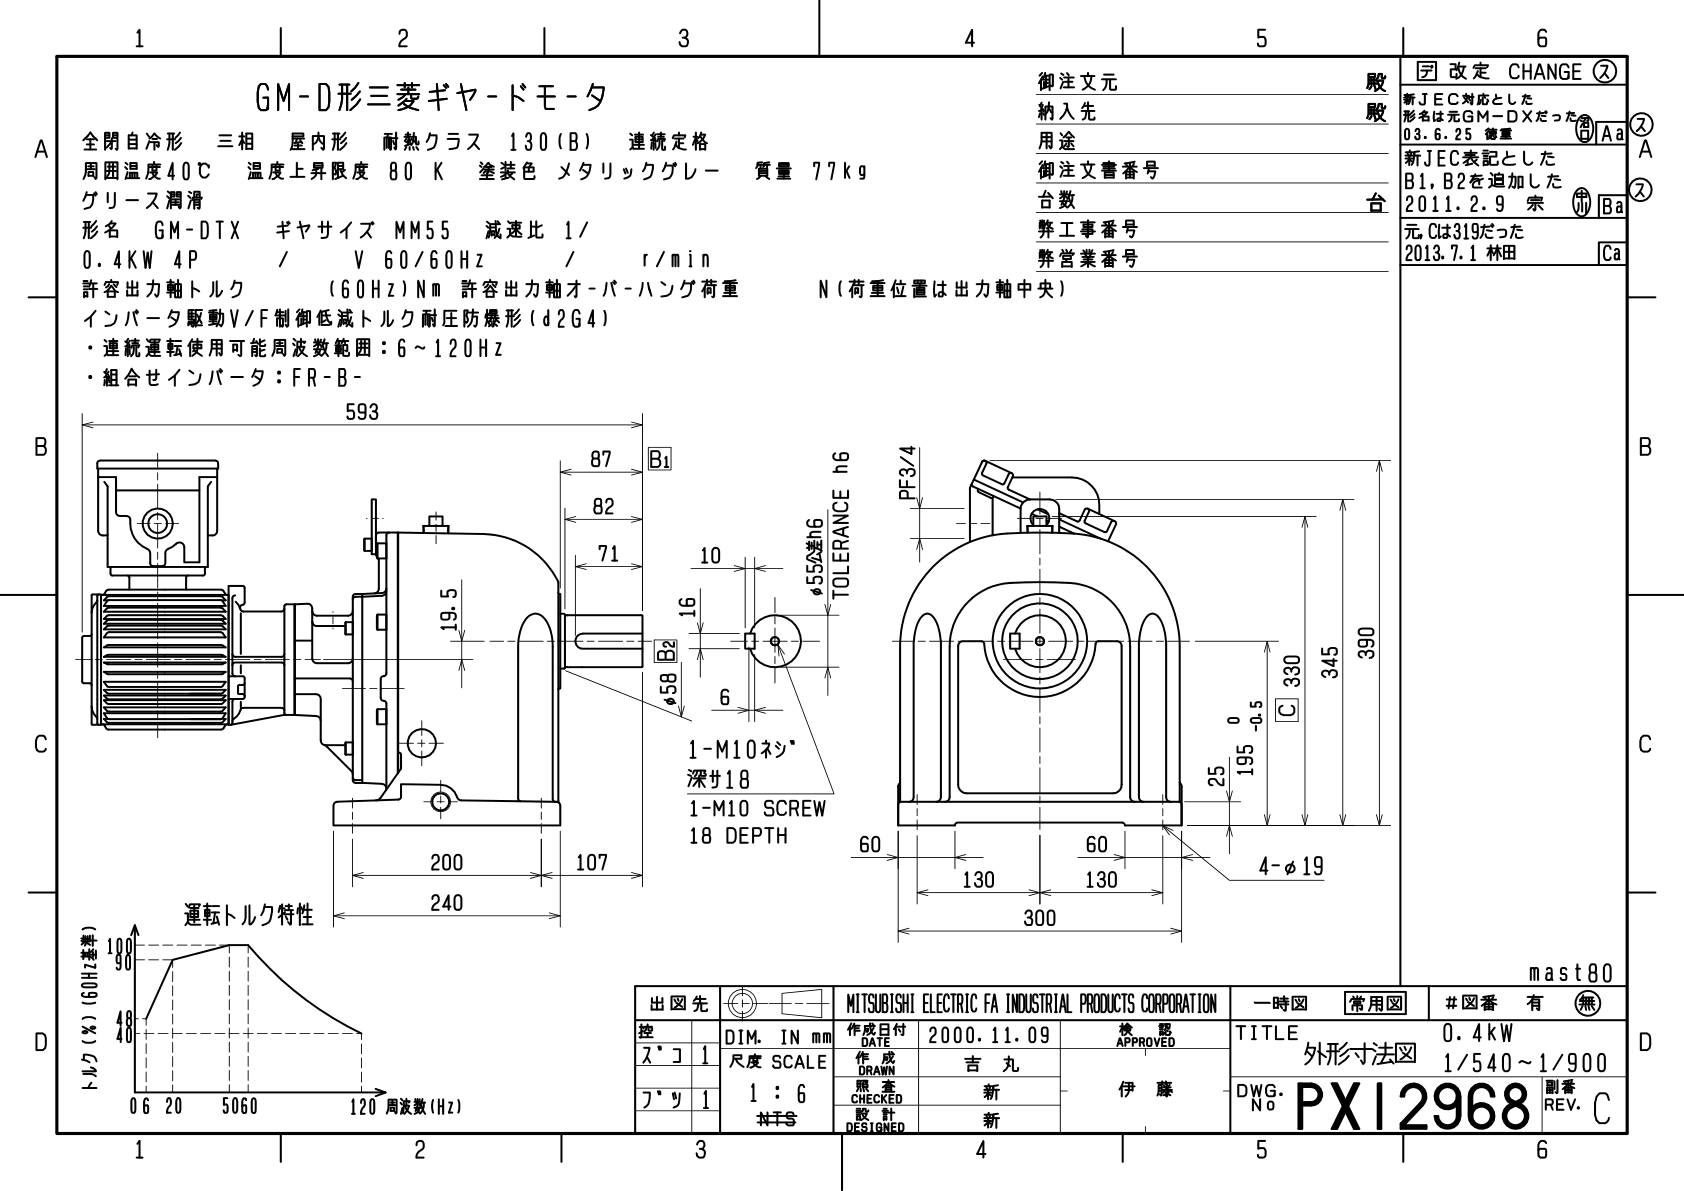 1 2 3 4 5 6
GM-D形三菱ギヤードモータ
全閉自冷形 三相 屋内形 耐熱クラス 130(B) 連続定格
周囲温度40℃ 温度上昇限度 80 K 塗装色 メタリックグレー 質量 77kg
グリース潤滑
形名 GM-DTX ギヤサイズ MM55 減速比 1/
0.4KW 4P / V 60/60Hz / r/min
許容出力軸トルク (60Hz)Nm 許容出力軸オーバーハング荷重 N(荷重位置は出力軸中央)
インバータ駆動V/F制御低減トルク耐圧防爆形(d2G4)
・連続運転使用可能周波数範囲:6~120Hz
・組合せインバータ:FR-B-
御注文元 殿
納入先 殿
用途
御注文書番号
台数 台
弊工事番号
弊営業番号
デ 改定 CHANGE ス
新JEC対応とした
形名は元GM-DXだった
03.6.25 徳重 Aa ス
新JEC表記とした
B1,B2を追加した
2011.2.9 宗 Ba ス
元,Cは319だった
2013.7.1 林田 Ca
A A
B B
C C
D D
593
87 B1
82
71
19.5
B2
φ58
10
16
6
φ55公差h6
TOLERANCE h6
1-M10ネジ
深サ18
1-M10 SCREW
18 DEPTH
200 107
240
PF3/4
390
345
330 C
195 0 -0.5
25
60 60
130 130
300
4-φ19
運転トルク特性
トルク(%)(60Hz基準)
100
90
48
40
0 6 20 50 60 120 周波数(Hz)
mast80
出図先
控
ズコ 1
ブツ 1
DIM. IN mm
尺度 SCALE
1 : 6
NTS
MITSUBISHI ELECTRIC FA INDUSTRIAL PRODUCTS CORPORATION
作成日付 DATE 2000.11.09
作成 DRAWN 吉丸
照査 CHECKED 新
設計 DESIGNED 新
検認 APPROVED
伊藤
一時図 常用図 #図番 有 無
TITLE 外形寸法図
0.4kW
1/540~1/900
DWG. No PX12968
副番 REV. C
1 2 3 4 5 6